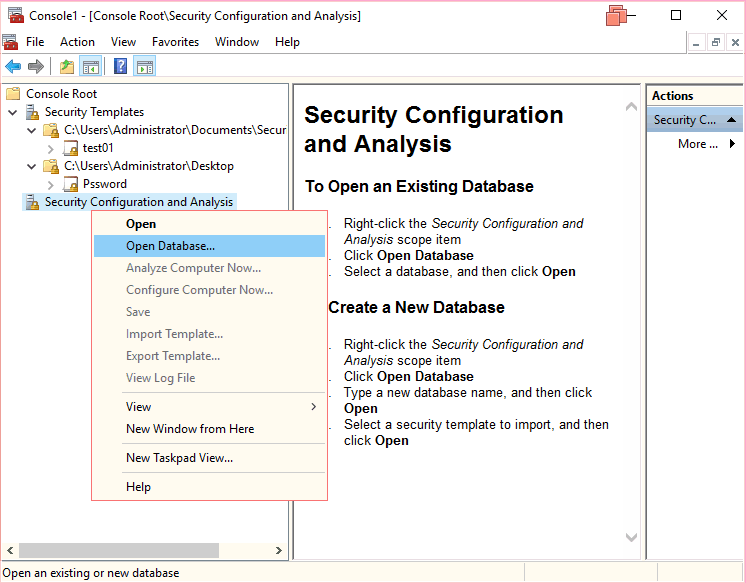 Console1 - [Console Root\Security Configuration and Analysis]
File Action View Favorites Window Help
Console Root
Security Templates
C:\Users\Administrator\Documents\Secur
test01
C:\Users\Administrator\Desktop
Pssword
Security Configuration and Analysis
Open
Open Database...
Analyze Computer Now...
Configure Computer Now...
Save
Import Template...
Export Template...
View Log File
View
New Window from Here
New Taskpad View...
Help
Security Configuration
and Analysis
To Open an Existing Database
. Right-click the Security Configuration and
Analysis scope item
. Click Open Database
. Select a database, and then click Open
Create a New Database
. Right-click the Security Configuration and
Analysis scope item
. Click Open Database
. Type a new database name, and then click
Open
. Select a security template to import, and then
click Open
Actions
Security C...
More ...
Open an existing or new database